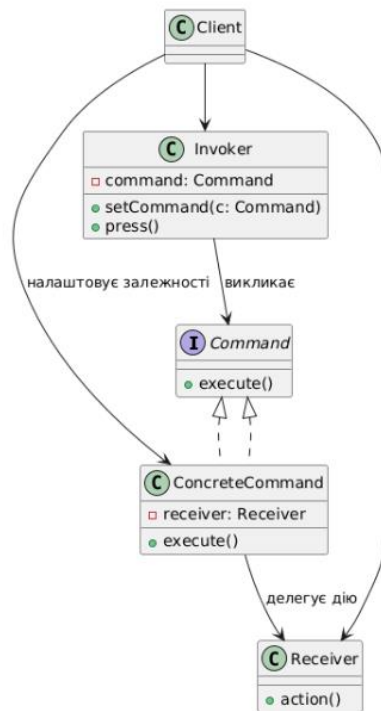 C Client
C Invoker
command: Command
setCommand(c: Command)
press()
налаштовує залежності
викликає
I Command
execute()
C ConcreteCommand
receiver: Receiver
execute()
делегує дію
C Receiver
action()